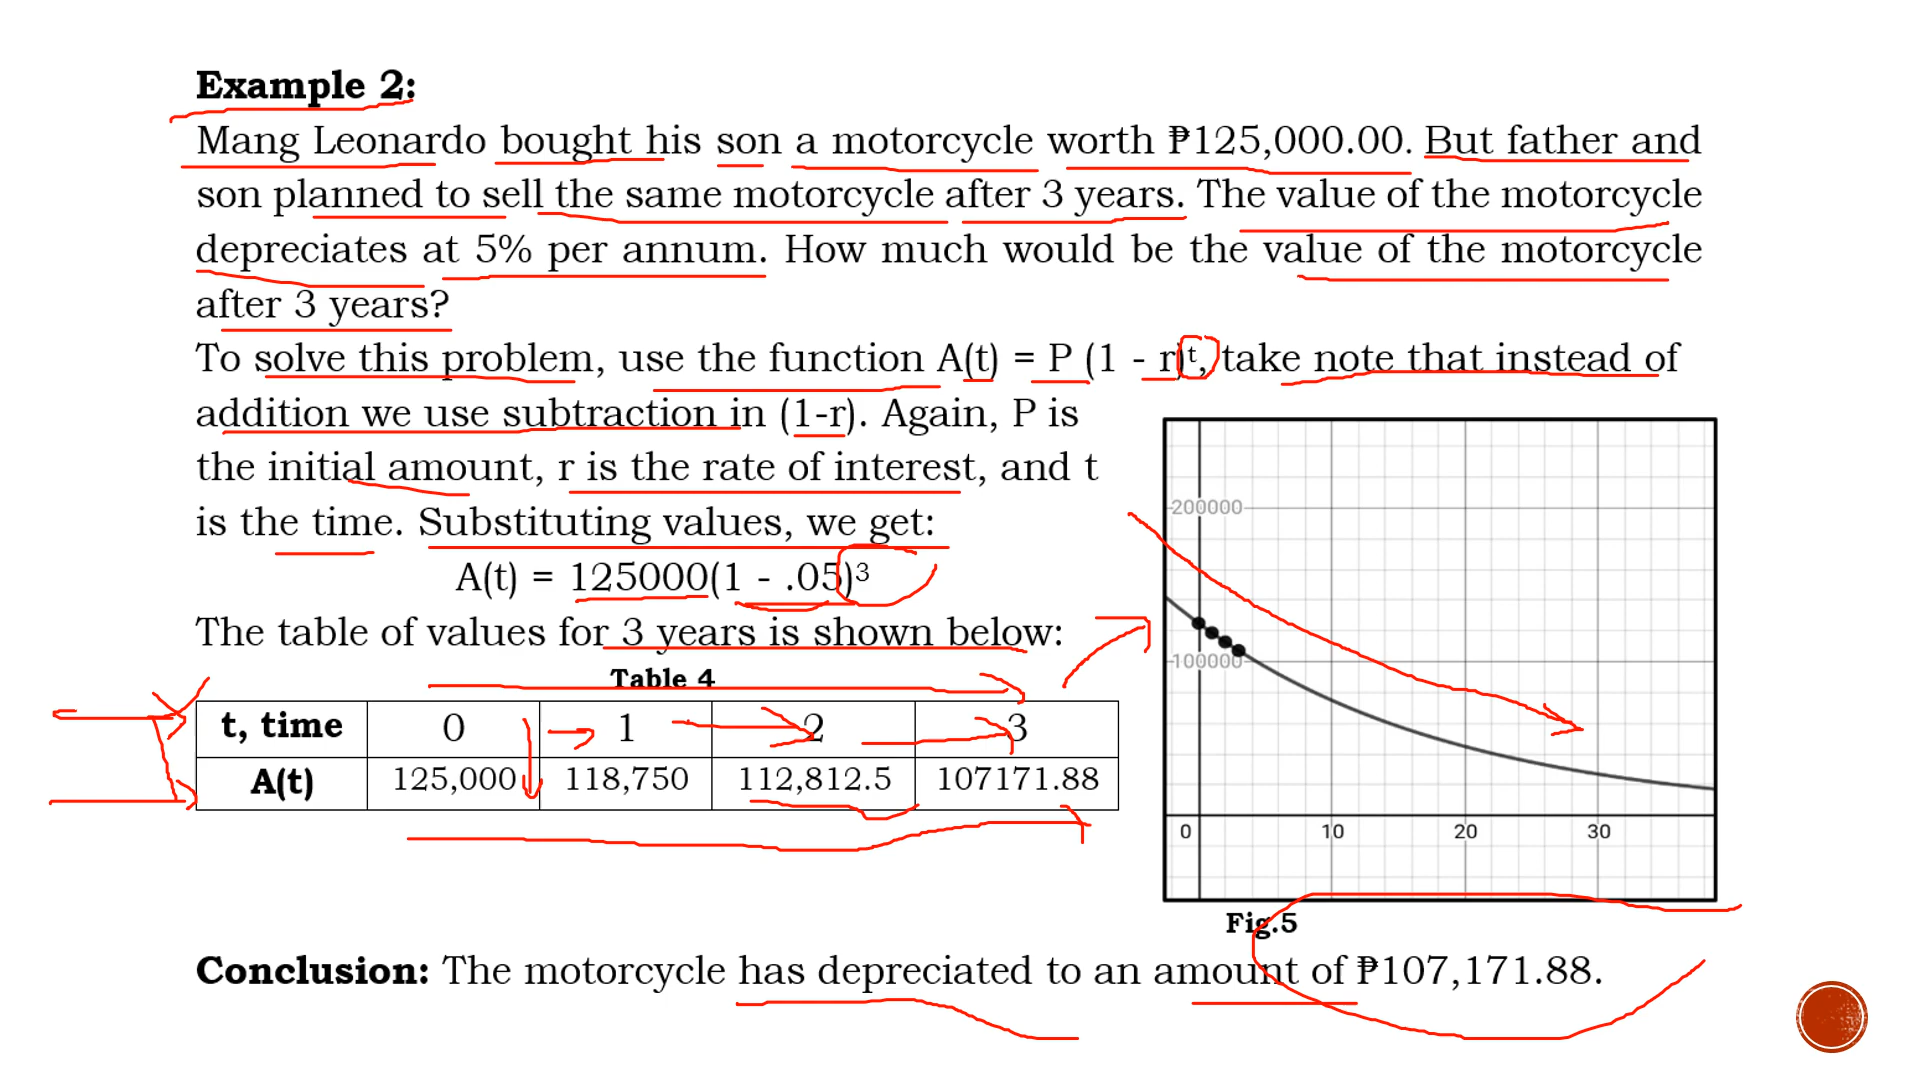 Example 2:
Mang Leonardo bought his son a motorcycle worth ₱125,000.00. But father and
son planned to sell the same motorcycle after 3 years. The value of the motorcycle
depreciates at 5% per annum. How much would be the value of the motorcycle
after 3 years?
To solve this problem, use the function A(t) = P (1 - r)ᵗ, take note that instead of
addition we use subtraction in (1-r). Again, P is
the initial amount, r is the rate of interest, and t
is the time. Substituting values, we get:
A(t) = 125000(1 - .05)³
The table of values for 3 years is shown below:
Table 4
t, time 0 1 2 3
A(t) 125,000 118,750 112,812.5 107171.88
200000
100000
0 10 20 30
Fig.5
Conclusion: The motorcycle has depreciated to an amount of ₱107,171.88.